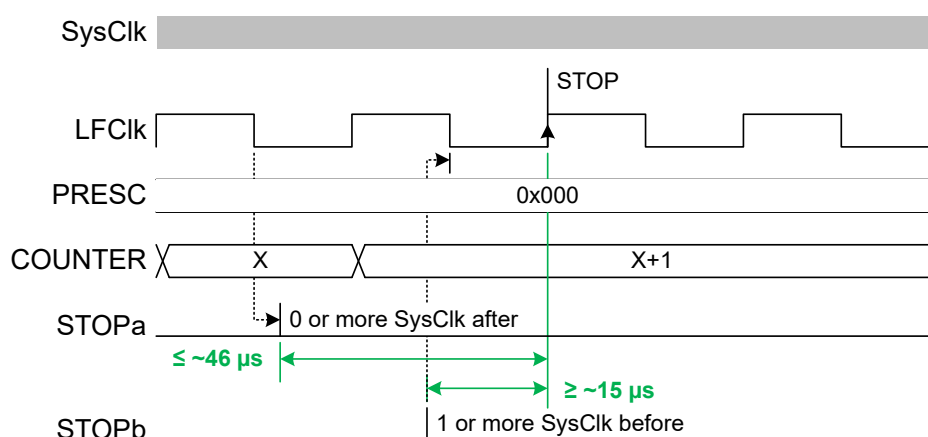 SysClk
STOP
LFClk
PRESC
0x000
COUNTER
X
X+1
STOPa
0 or more SysClk after
≤ ~46 µs
≥ ~15 µs
STOPb
1 or more SysClk before